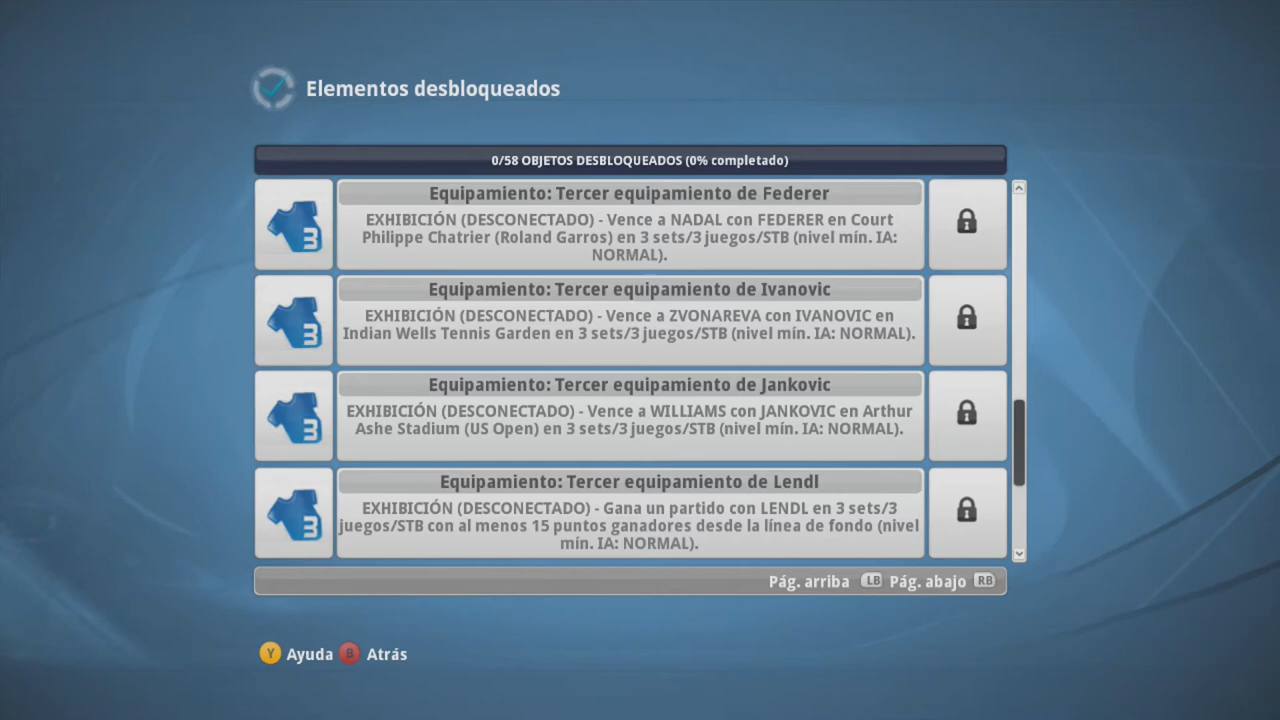 Elementos desbloqueados
0/58 OBJETOS DESBLOQUEADOS (0% completado)
Equipamiento: Tercer equipamiento de Federer
3
EXHIBICIÓN (DESCONECTADO) - Vence a NADAL con FEDERER en Court
Philippe Chatrier (Roland Garros) en 3 sets/3 juegos/STB (nivel mín. IA:
NORMAL).
Equipamiento: Tercer equipamiento de Ivanovic
3
EXHIBICIÓN (DESCONECTADO) - Vence a ZVONAREVA con IVANOVIC en
Indian Wells Tennis Garden en 3 sets/3 juegos/STB (nivel mín. IA: NORMAL).
Equipamiento: Tercer equipamiento de Jankovic
3
EXHIBICIÓN (DESCONECTADO) - Vence a WILLIAMS con JANKOVIC en Arthur
Ashe Stadium (US Open) en 3 sets/3 juegos/STB (nivel mín. IA: NORMAL).
Equipamiento: Tercer equipamiento de Lendl
3
EXHIBICIÓN (DESCONECTADO) - Gana un partido con LENDL en 3 sets/3
juegos/STB con al menos 15 puntos ganadores desde la línea de fondo (nivel
mín. IA: NORMAL).
Pág. arriba LB Pág. abajo RB
Y Ayuda B Atrás